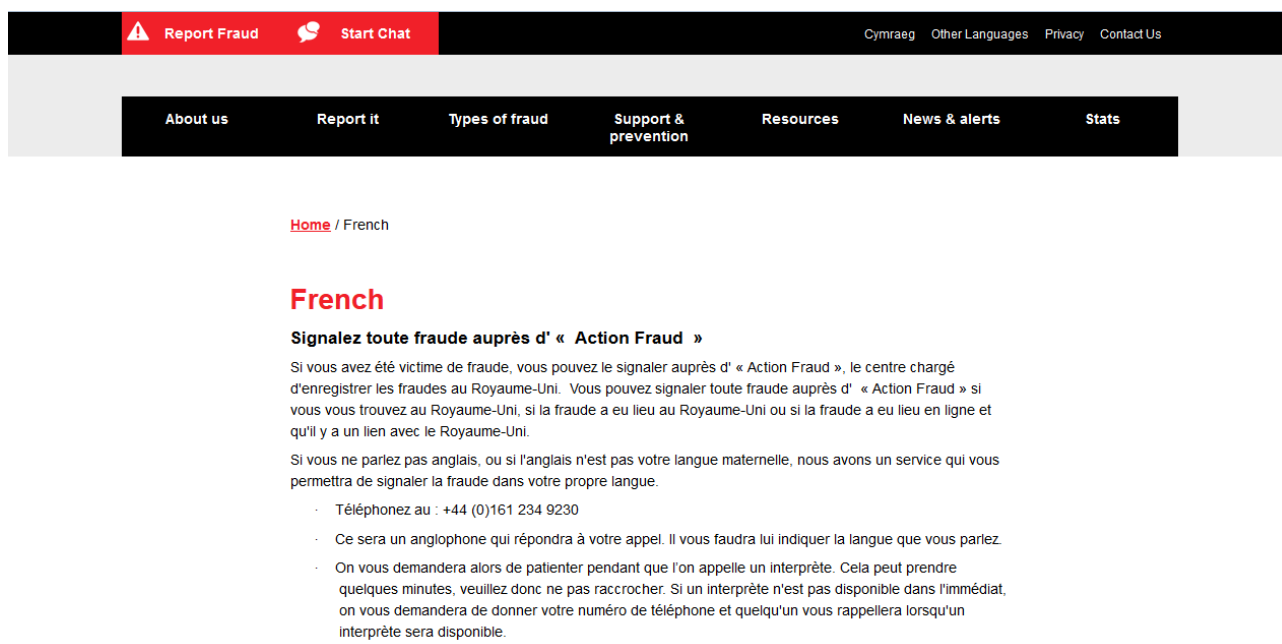 Report Fraud Start Chat Cymraeg Other Languages Privacy Contact Us
About us Report it Types of fraud Support & prevention Resources News & alerts Stats
Home / French
French
Signalez toute fraude auprès d' « Action Fraud »
Si vous avez été victime de fraude, vous pouvez le signaler auprès d' « Action Fraud », le centre chargé
d'enregistrer les fraudes au Royaume-Uni. Vous pouvez signaler toute fraude auprès d' « Action Fraud » si
vous vous trouvez au Royaume-Uni, si la fraude a eu lieu au Royaume-Uni ou si la fraude a eu lieu en ligne et
qu'il y a un lien avec le Royaume-Uni.
Si vous ne parlez pas anglais, ou si l'anglais n'est pas votre langue maternelle, nous avons un service qui vous
permettra de signaler la fraude dans votre propre langue.
· Téléphonez au : +44 (0)161 234 9230
· Ce sera un anglophone qui répondra à votre appel. Il vous faudra lui indiquer la langue que vous parlez.
· On vous demandera alors de patienter pendant que l'on appelle un interprète. Cela peut prendre
quelques minutes, veuillez donc ne pas raccrocher. Si un interprète n'est pas disponible dans l'immédiat,
on vous demandera de donner votre numéro de téléphone et quelqu'un vous rappellera lorsqu'un
interprète sera disponible.